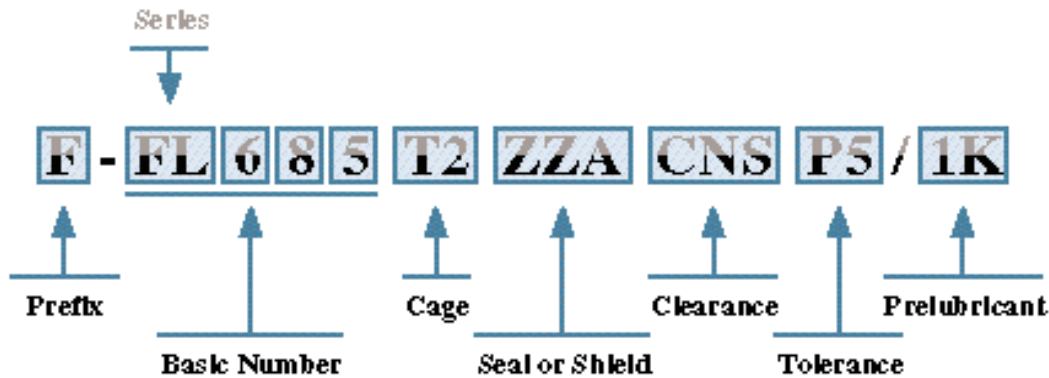 Series
F - FL 6 8 5 T2 ZZA CNS P5 / 1K
Prefix Cage Clearance Prelubricant
Basic Number Seal or Shield Tolerance